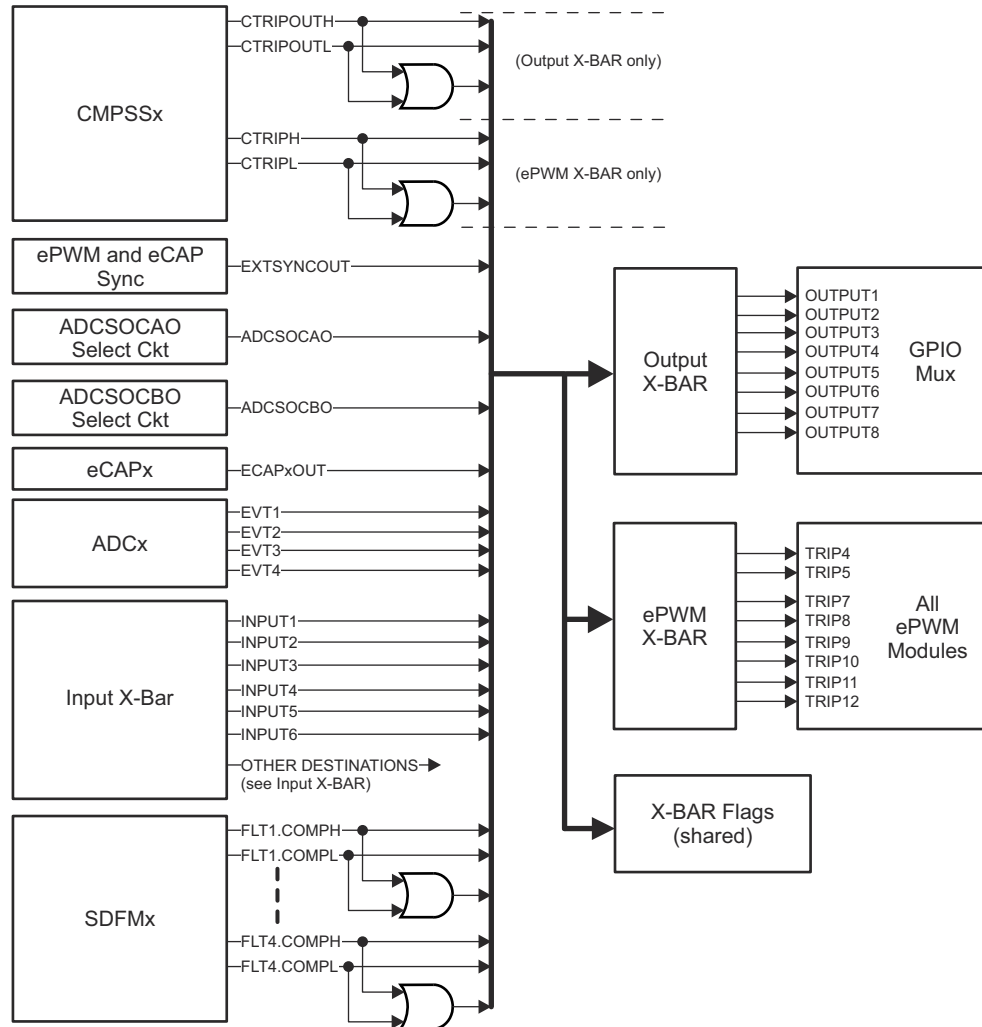 CMPSSx
CTRIPOUTH
CTRIPOUTL
(Output X-BAR only)
CTRIPH
CTRIPL
(ePWM X-BAR only)
ePWM and eCAP
Sync
EXTSYNCOUT
ADCSOCAO
Select Ckt
ADCSOCAO
ADCSOCBO
Select Ckt
ADCSOCBO
eCAPx
ECAPxOUT
ADCx
EVT1
EVT2
EVT3
EVT4
Input X-Bar
INPUT1
INPUT2
INPUT3
INPUT4
INPUT5
INPUT6
OTHER DESTINATIONS
(see Input X-BAR)
SDFMx
FLT1.COMPH
FLT1.COMPL
FLT4.COMPH
FLT4.COMPL
Output
X-BAR
OUTPUT1
OUTPUT2
OUTPUT3
OUTPUT4
OUTPUT5
OUTPUT6
OUTPUT7
OUTPUT8
GPIO
Mux
ePWM
X-BAR
TRIP4
TRIP5
TRIP7
TRIP8
TRIP9
TRIP10
TRIP11
TRIP12
All
ePWM
Modules
X-BAR Flags
(shared)